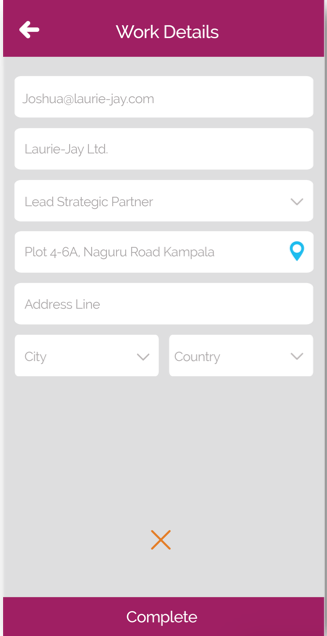 Work Details
Joshua@laurie-jay.com
Laurie-Jay Ltd.
Lead Strategic Partner
Plot 4-6A, Naguru Road Kampala
Address Line
City Country
Complete